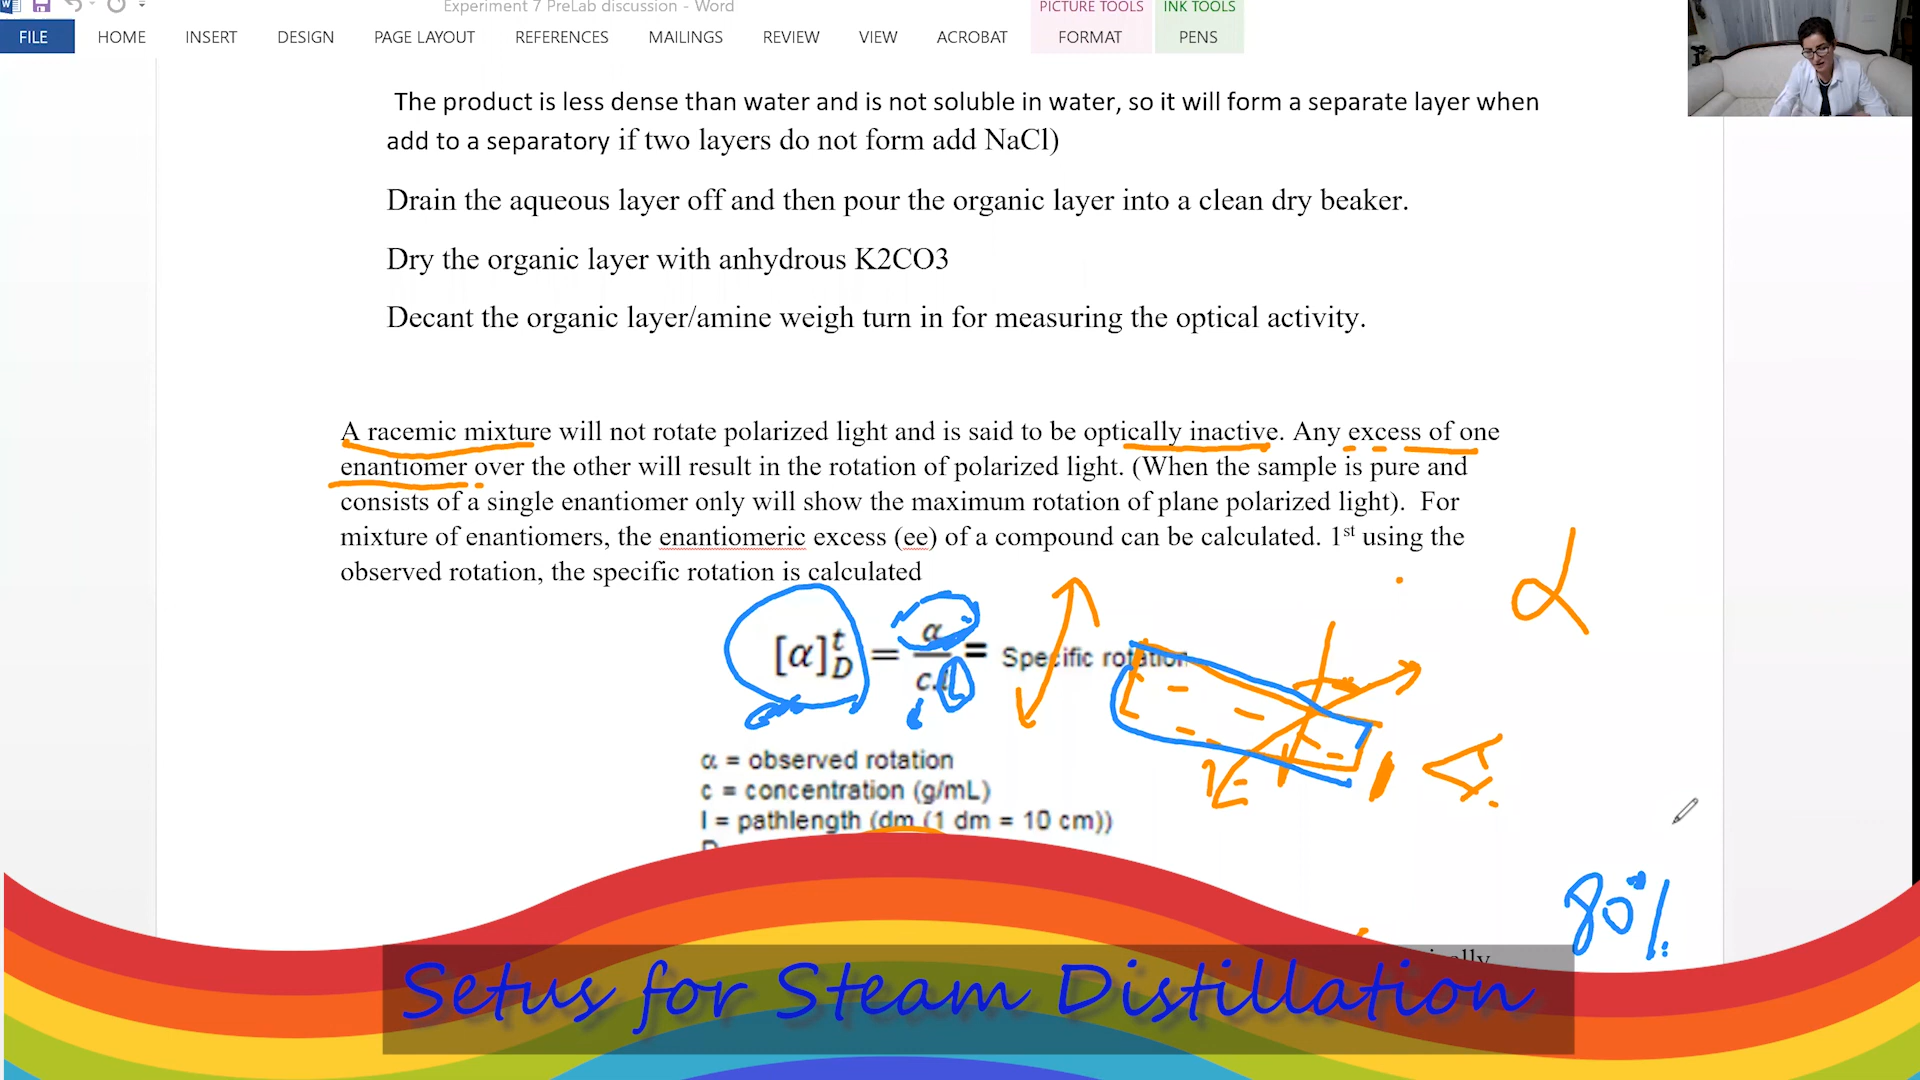 Experiment 7 PreLab discussion - Word
PICTURE TOOLS
INK TOOLS
FILE HOME INSERT DESIGN PAGE LAYOUT REFERENCES MAILINGS REVIEW VIEW ACROBAT FORMAT PENS
The product is less dense than water and is not soluble in water, so it will form a separate layer when
add to a separatory if two layers do not form add NaCl)
Drain the aqueous layer off and then pour the organic layer into a clean dry beaker.
Dry the organic layer with anhydrous K2CO3
Decant the organic layer/amine weigh turn in for measuring the optical activity.
A racemic mixture will not rotate polarized light and is said to be optically inactive. Any excess of one
enantiomer over the other will result in the rotation of polarized light. (When the sample is pure and
consists of a single enantiomer only will show the maximum rotation of plane polarized light). For
mixture of enantiomers, the enantiomeric excess (ee) of a compound can be calculated. 1st using the
observed rotation, the specific rotation is calculated
α
[α]tD = α/c.l = Specific rotation
α = observed rotation
c = concentration (g/mL)
l = pathlength (dm (1 dm = 10 cm))
80%
Setus for Steam Distillation